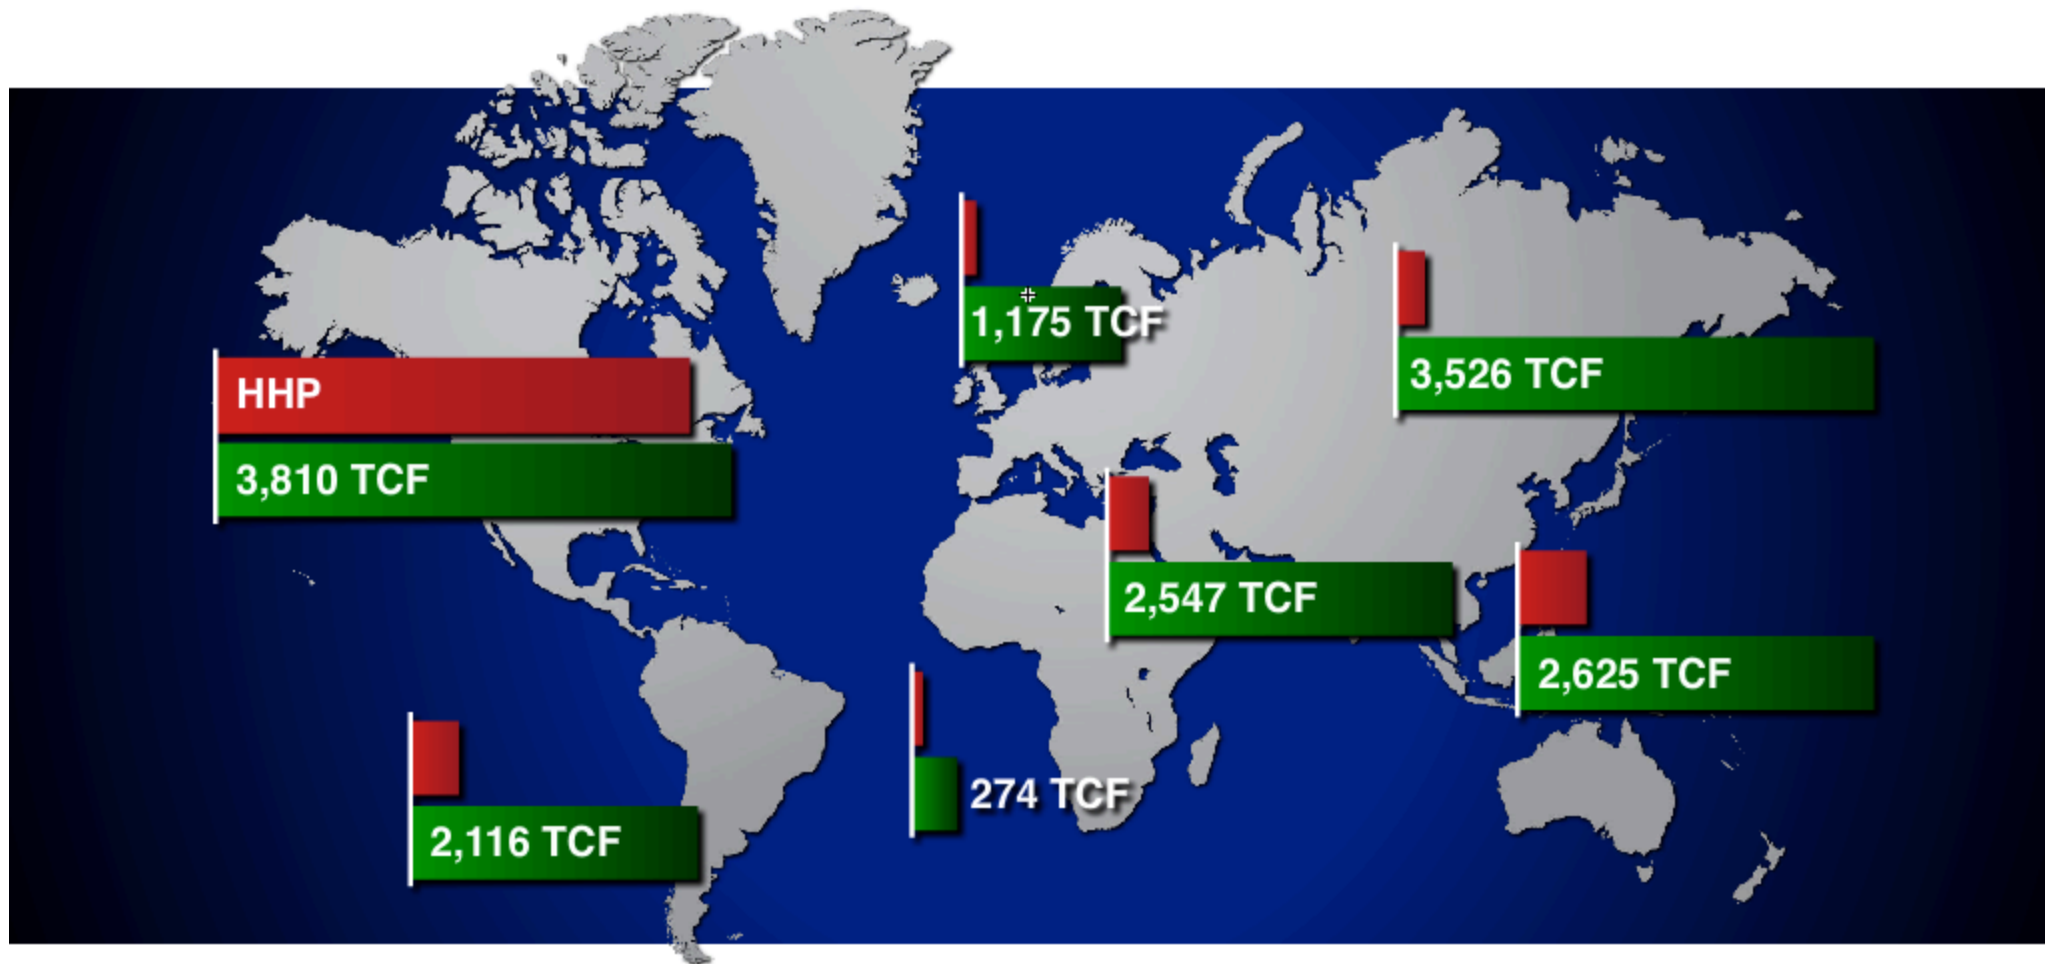 1,175 TCF
3,526 TCF
HHP
3,810 TCF
2,547 TCF
2,625 TCF
274 TCF
2,116 TCF